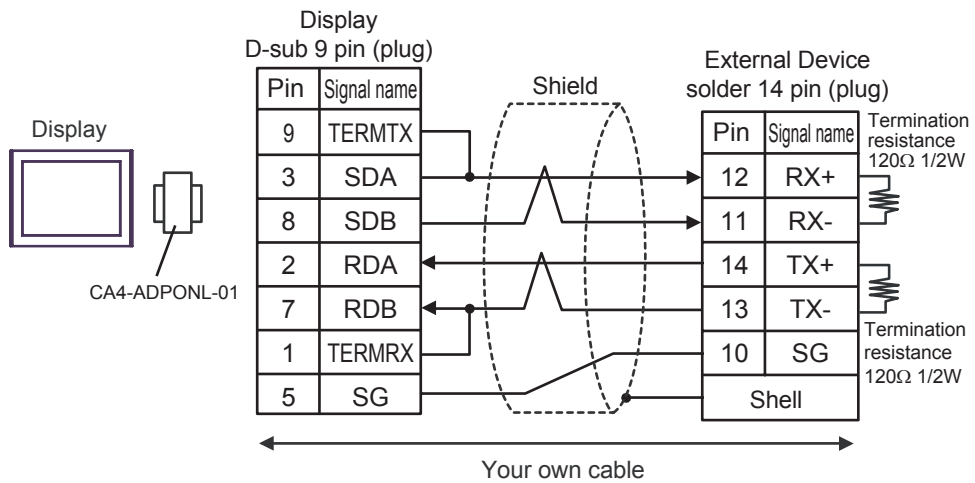 Display
D-sub 9 pin (plug)
Pin Signal name
9 TERMTX
3 SDA
8 SDB
2 RDA
7 RDB
1 TERMRX
5 SG
Display
CA4-ADPONL-01
Shield
External Device
solder 14 pin (plug)
Pin Signal name
12 RX+
11 RX-
14 TX+
13 TX-
10 SG
Shell
Termination
resistance
120Ω 1/2W
Termination
resistance
120Ω 1/2W
Your own cable